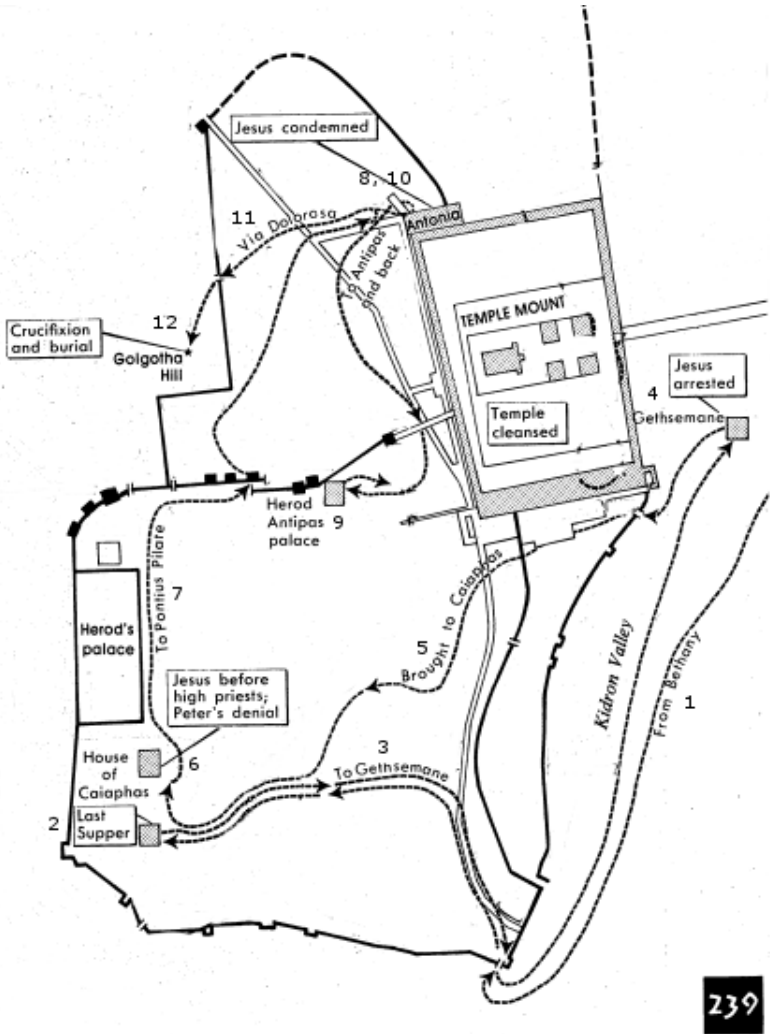 Jesus condemned
8, 10
Antonia
11
Via Dolorosa
To Antipas
and back
12
Crucifixion
and burial
Golgotha
Hill
TEMPLE MOUNT
Temple
cleansed
Jesus
arrested
4
Gethsemane
Herod
Antipas
palace
9
7
To Pontius Pilate
Herod's
palace
5
Brought to Caiaphas
Kidron Valley
From Bethany
1
Jesus before
high priests;
Peter's denial
House
of
Caiaphas
6
3
To Gethsemane
2
Last
Supper
239